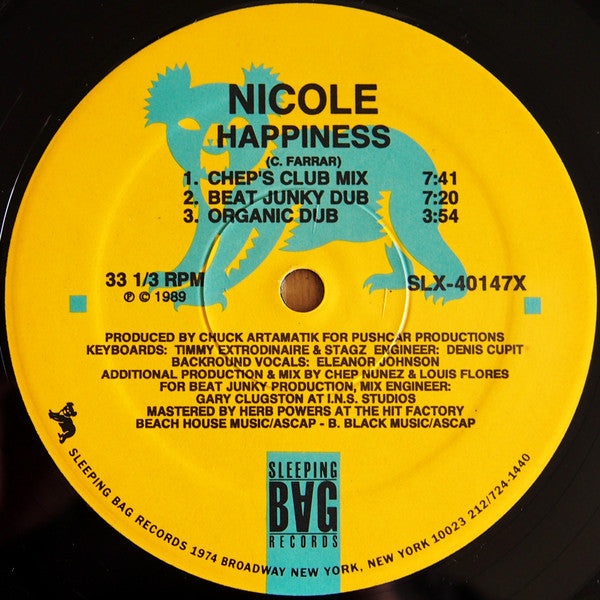 NICOLE
HAPPINESS
(C. FARRAR)
1. CHEP'S CLUB MIX 7:41
2. BEAT JUNKY DUB 7:20
3. ORGANIC DUB 3:54
33 1/3 RPM SLX-40147X
℗ © 1989
PRODUCED BY CHUCK ARTAMATIK FOR PUSHCAR PRODUCTIONS
KEYBOARDS: TIMMY EXTRODINAIRE & STAGZ ENGINEER: DENIS CUPIT
BACKROUND VOCALS: ELEANOR JOHNSON
ADDITIONAL PRODUCTION & MIX BY CHEP NUNEZ & LOUIS FLORES
FOR BEAT JUNKY PRODUCTION, MIX ENGINEER:
GARY CLUGSTON AT I.N.S. STUDIOS
MASTERED BY HERB POWERS AT THE HIT FACTORY
BEACH HOUSE MUSIC/ASCAP - B. BLACK MUSIC/ASCAP
SLEEPING
BAG
RECORDS
SLEEPING BAG RECORDS 1974 BROADWAY NEW YORK, NEW YORK 10023 212/724-1440